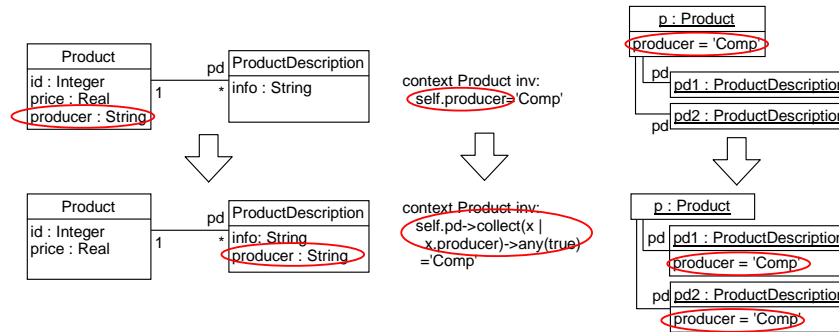 Product
id : Integer
price : Real
producer : String
1
pd
*
ProductDescription
info : String
context Product inv:
self.producer='Comp'
p : Product
producer = 'Comp'
pd
pd1 : ProductDescription
pd
pd2 : ProductDescription
Product
id : Integer
price : Real
1
pd
*
ProductDescription
info: String
producer : String
context Product inv:
self.pd->collect(x |
x.producer)->any(true)
='Comp'
p : Product
pd
pd1 : ProductDescription
producer = 'Comp'
pd
pd2 : ProductDescription
producer = 'Comp'